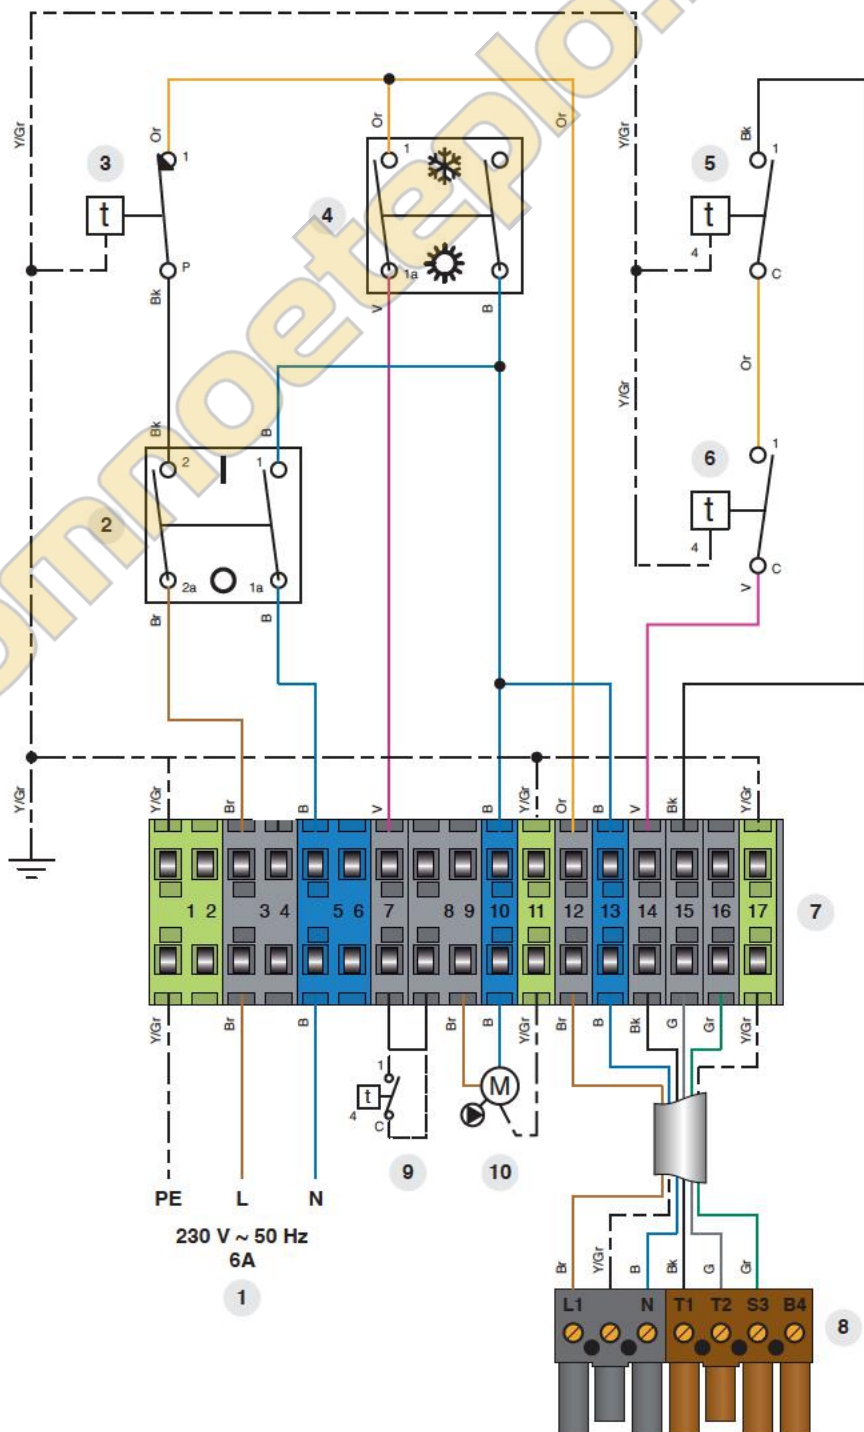 Y/Gr
Or
Or
Or
Y/Gr
Bk
3
1
4
1
5
1
t
t
4
P
1a
C
Bk
V
B
Or
Bk
B
Y/Gr
2
1
6
1
t
2
4
2a
1a
C
Br
B
V
Y/Gr
Y/Gr
Br
B
V
B
Y/Gr
Or
B
V
Bk
Y/Gr
1 2 3 4 5 6 7 8 9 10 11 12 13 14 15 16 17
7
Y/Gr
Br
B
Br
B
Y/Gr
Br
B
Bk
G
Gr
Y/Gr
1
t
4
C
M
9
10
PE L N
230 V ~ 50 Hz
6A
1
Br
Y/Gr
B
Bk
G
Gr
L1 N T1 T2 S3 B4
8
omnoeteplo.